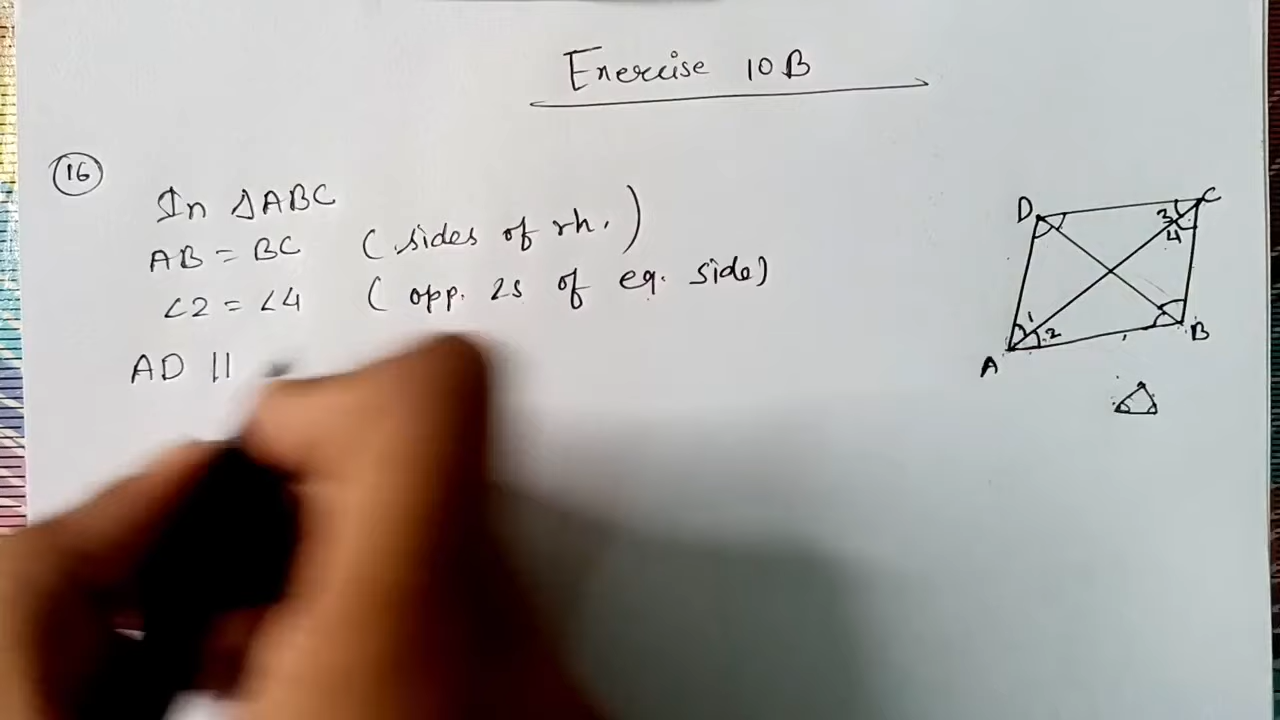 Exercise 10B
16
In ΔABC
AB = BC (sides of rh.)
∠2 = ∠4 (opp. ∠s of eq. side)
AD ||
D
C
3
4
1
2
A
B